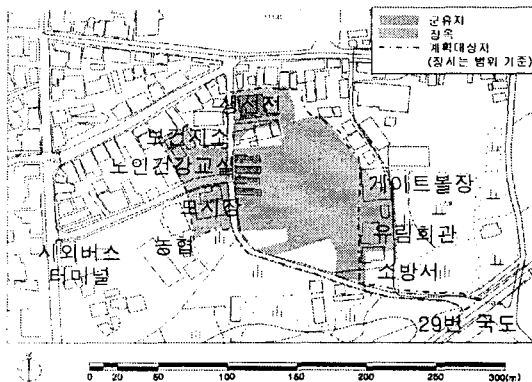 군유지
장옥
계획대상지
(장시는 범위 기준)
생선전
보건지소
노인건강교실
게이트볼장
유림회관
시외버스
터미널
농협
소방서
29번 국도
0 10 20 50 100 150 200 250 300(m)